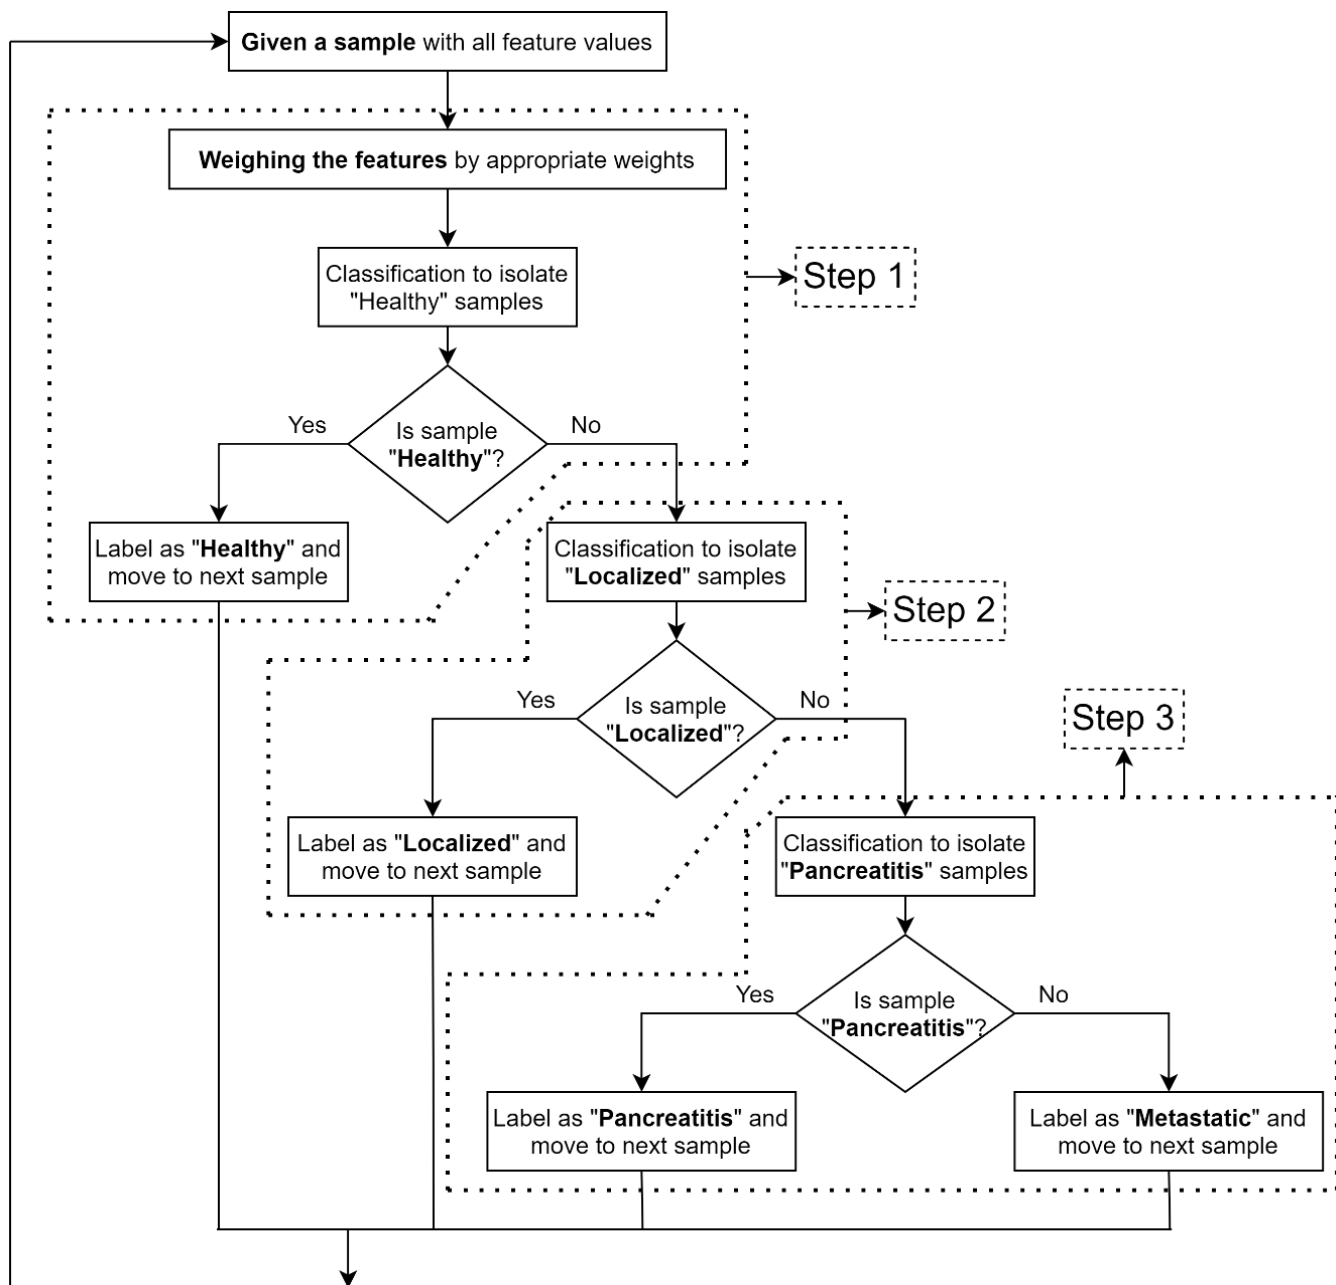 Given a sample with all feature values
Weighing the features by appropriate weights
Classification to isolate
"Healthy" samples
Step 1
Is sample
"Healthy"?
Yes
No
Label as "Healthy" and
move to next sample
Classification to isolate
"Localized" samples
Step 2
Is sample
"Localized"?
Yes
No
Step 3
Label as "Localized" and
move to next sample
Classification to isolate
"Pancreatitis" samples
Is sample
"Pancreatitis"?
Yes
No
Label as "Pancreatitis" and
move to next sample
Label as "Metastatic" and
move to next sample